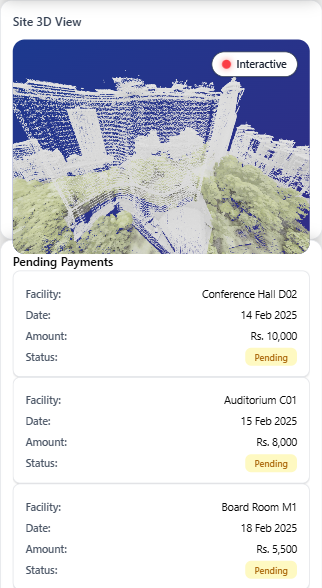 Site 3D View
Interactive
Pending Payments
Facility: Conference Hall D02
Date: 14 Feb 2025
Amount: Rs. 10,000
Status: Pending
Facility: Auditorium C01
Date: 15 Feb 2025
Amount: Rs. 8,000
Status: Pending
Facility: Board Room M1
Date: 18 Feb 2025
Amount: Rs. 5,500
Status: Pending